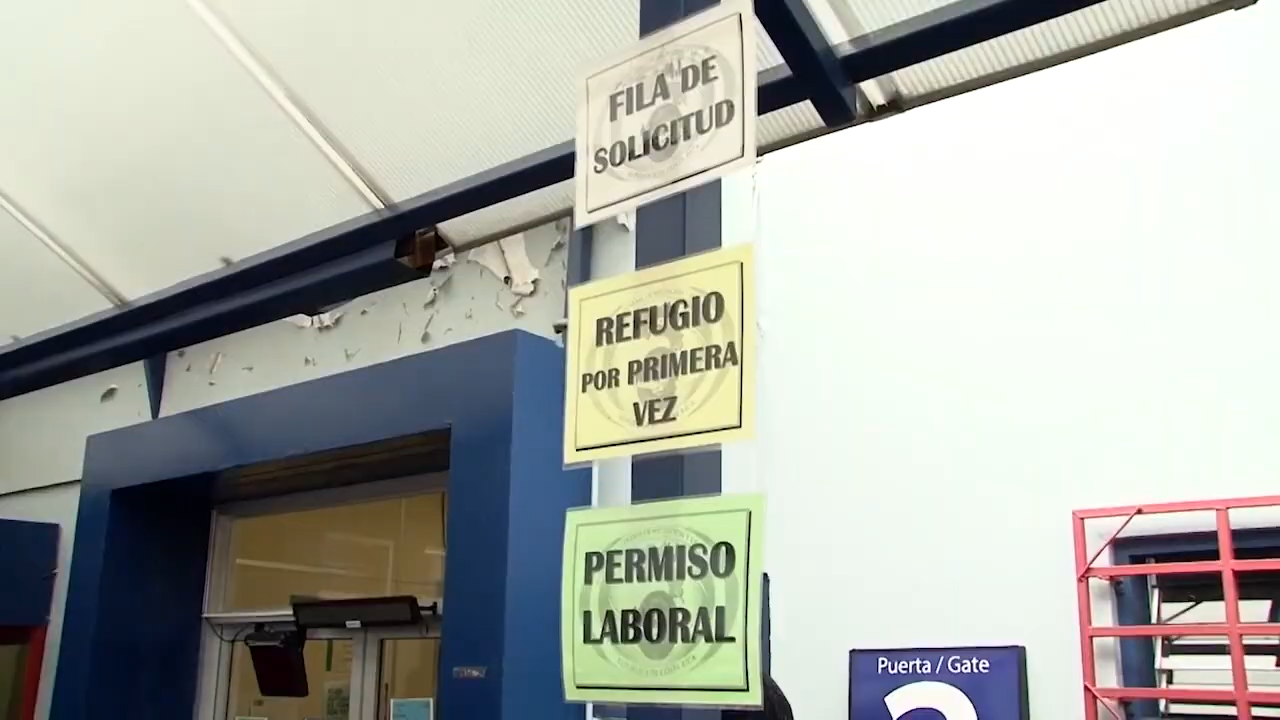 FILA DE
SOLICITUD
REFUGIO
POR PRIMERA
VEZ
PERMISO
LABORAL
Puerta / Gate